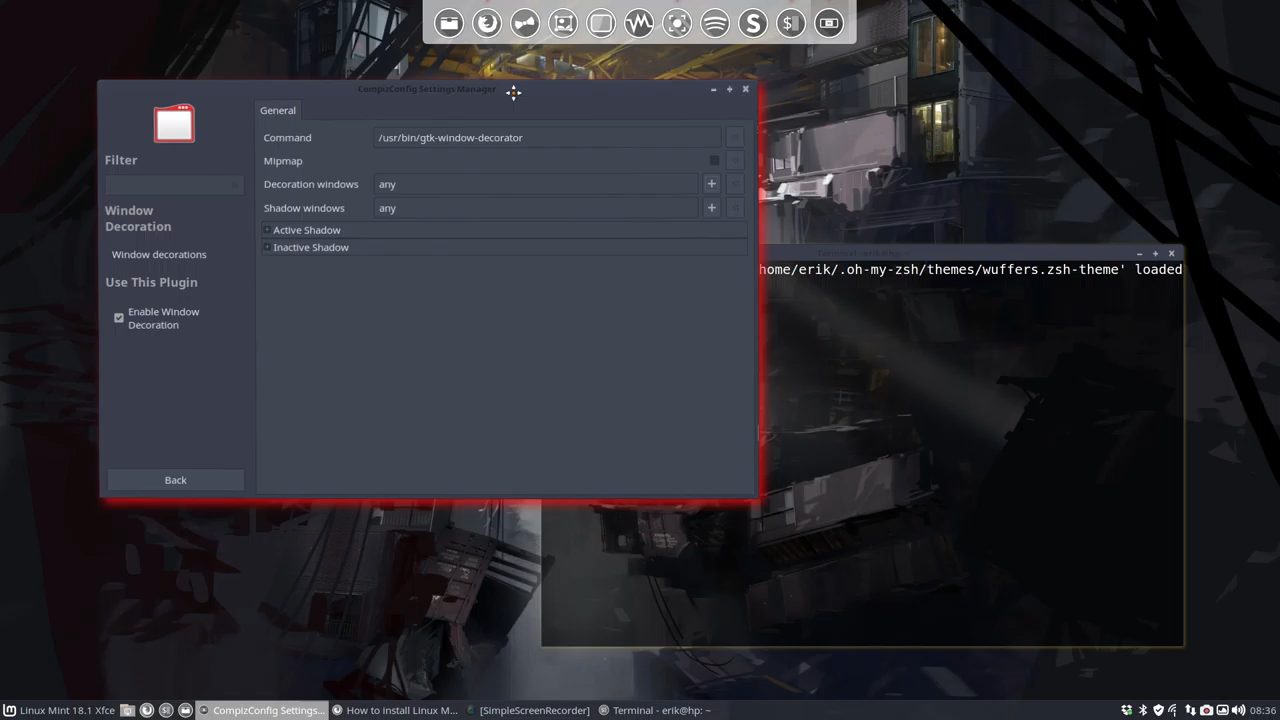 CompizConfig Settings Manager
General
Filter
Window
Decoration
Window decorations
Use This Plugin
Enable Window
Decoration
Back
Command
/usr/bin/gtk-window-decorator
Mipmap
Decoration windows
any
Shadow windows
any
Active Shadow
Inactive Shadow
home/erik/.oh-my-zsh/themes/wuffers.zsh-theme' loaded
Linux Mint 18.1 Xfce
CompizConfig Settings...
How to install Linux M...
[SimpleScreenRecorder]
Terminal - erik@hp: ~
08:36